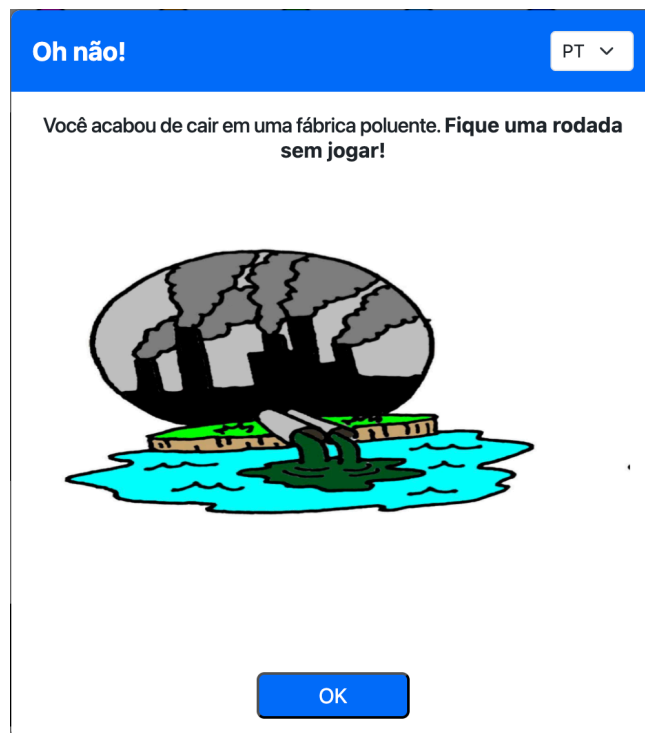 Oh não!
PT
Você acabou de cair em uma fábrica poluente. Fique uma rodada
sem jogar!
OK